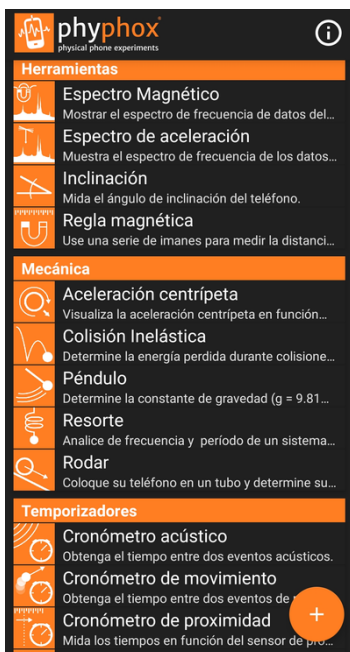 phyphox
physical phone experiments
Herramientas
Espectro Magnético
Mostrar el espectro de frecuencia de datos del...
Espectro de aceleración
Muestra el espectro de frecuencia de los datos...
Inclinación
Mida el ángulo de inclinación del teléfono.
Regla magnética
Use una serie de imanes para medir la distanci...
Mecánica
Aceleración centrípeta
Visualiza la aceleración centrípeta en función...
Colisión Inelástica
Determine la energía perdida durante colisione...
Péndulo
Determine la constante de gravedad (g = 9.81...
Resorte
Analice de frecuencia y período de un sistema...
Rodar
Coloque su teléfono en un tubo y determine su...
Temporizadores
Cronómetro acústico
Obtenga el tiempo entre dos eventos acústicos.
Cronómetro de movimiento
Obtenga el tiempo entre dos eventos de
Cronómetro de proximidad
Mida los tiempos en función del sensor de pro...